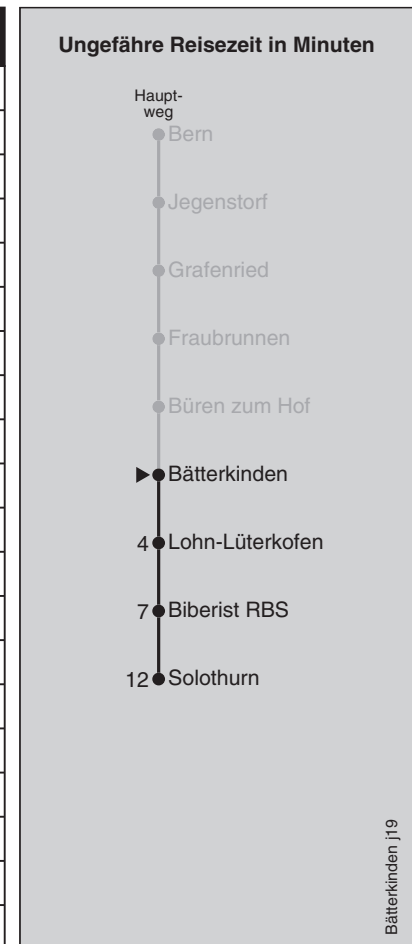 Ungefähre Reisezeit in Minuten
Haupt-
weg
Bern
Jegenstorf
Grafenried
Fraubrunnen
Büren zum Hof
Bätterkinden
4 Lohn-Lüterkofen
7 Biberist RBS
12 Solothurn
Bätterkinden j19